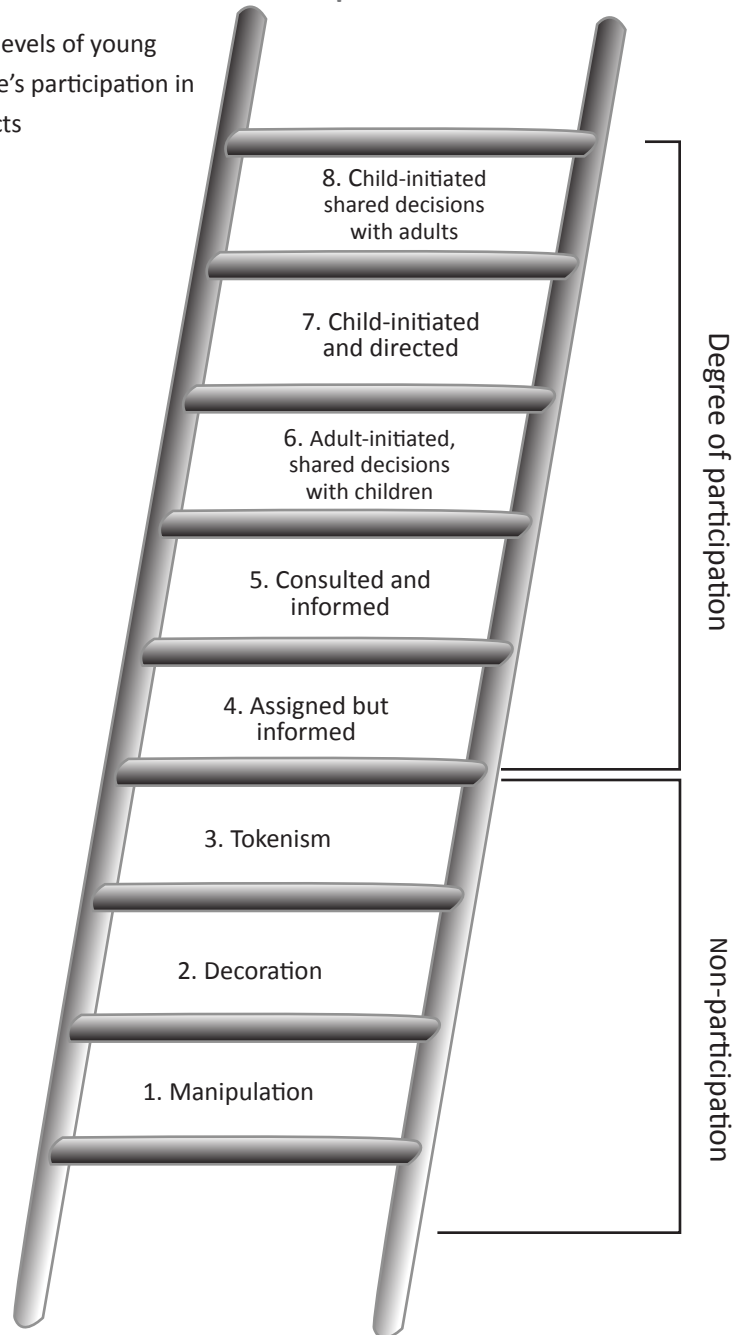 evels of young
e's participation in
cts
8. Child-initiated
shared decisions
with adults
7. Child-initiated
and directed
6. Adult-initiated,
shared decisions
with children
5. Consulted and
informed
4. Assigned but
informed
3. Tokenism
2. Decoration
1. Manipulation
Degree of participation
Non-participation